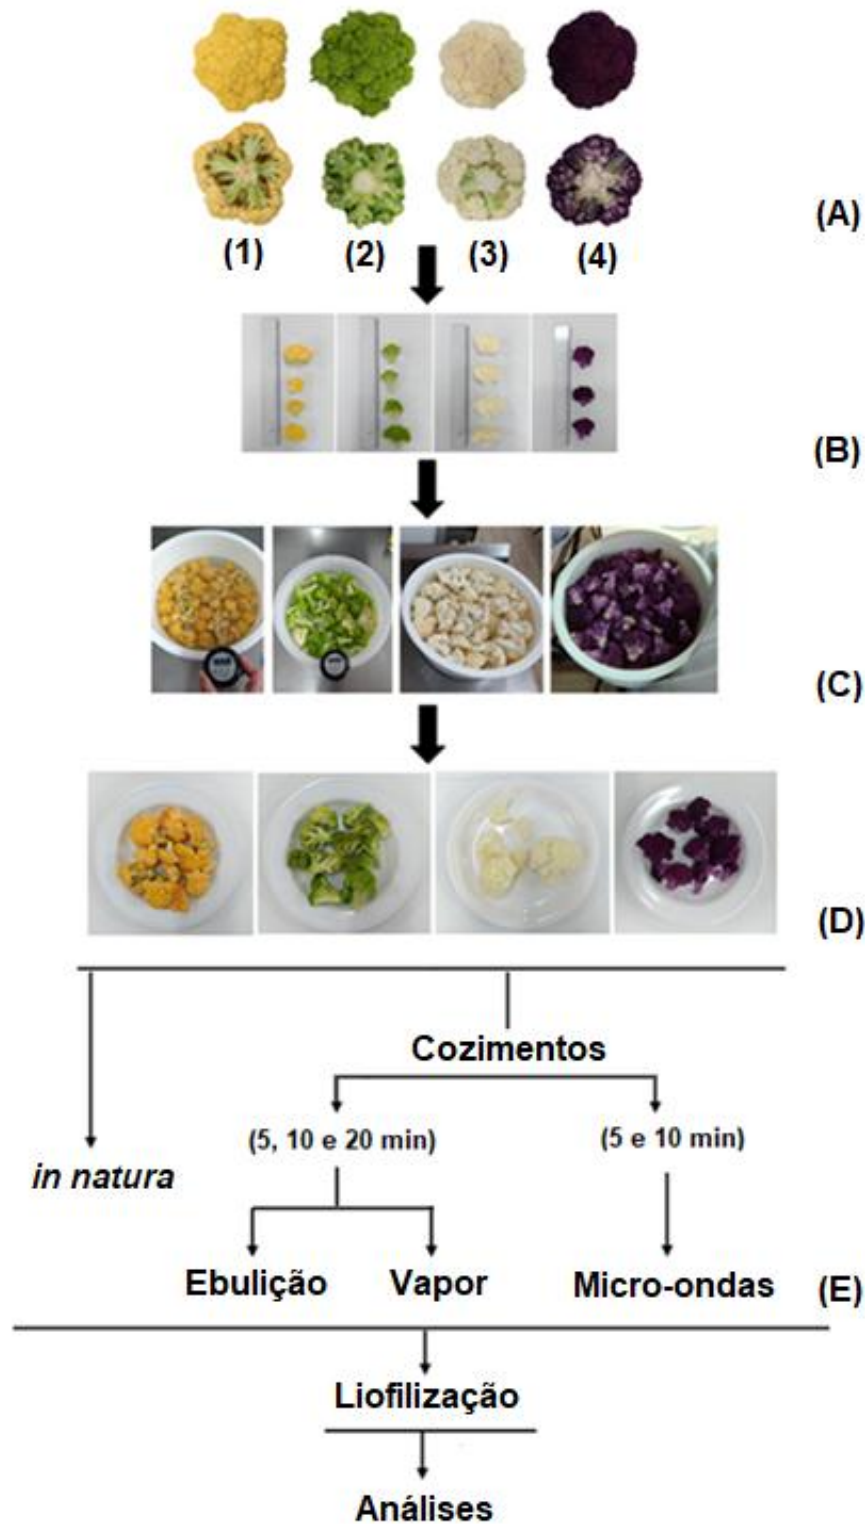 (A)
(1) (2) (3) (4)
(B)
(C)
(D)
Cozimentos
(5, 10 e 20 min) (5 e 10 min)
in natura
Ebulição Vapor Micro-ondas (E)
Liofilização
Análises